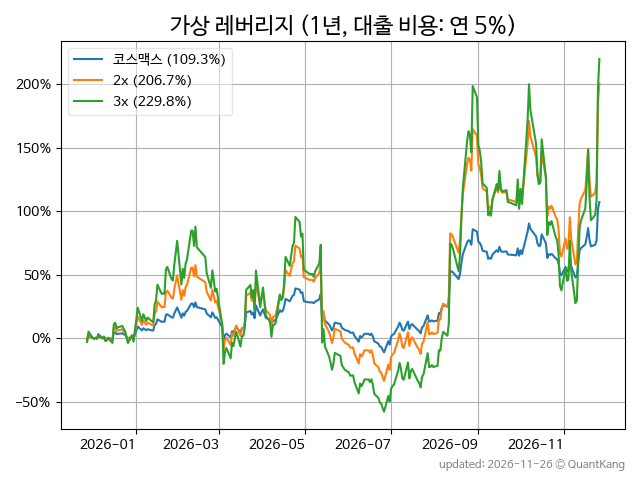 가상 레버리지 (1년, 대출 비용: 연 5%)
코스맥스 (109.3%)
2x (206.7%)
3x (229.8%)
200%
150%
100%
50%
0%
−50%
2026-01
2026-03
2026-05
2026-07
2026-09
2026-11
updated: 2026-11-26 © QuantKang